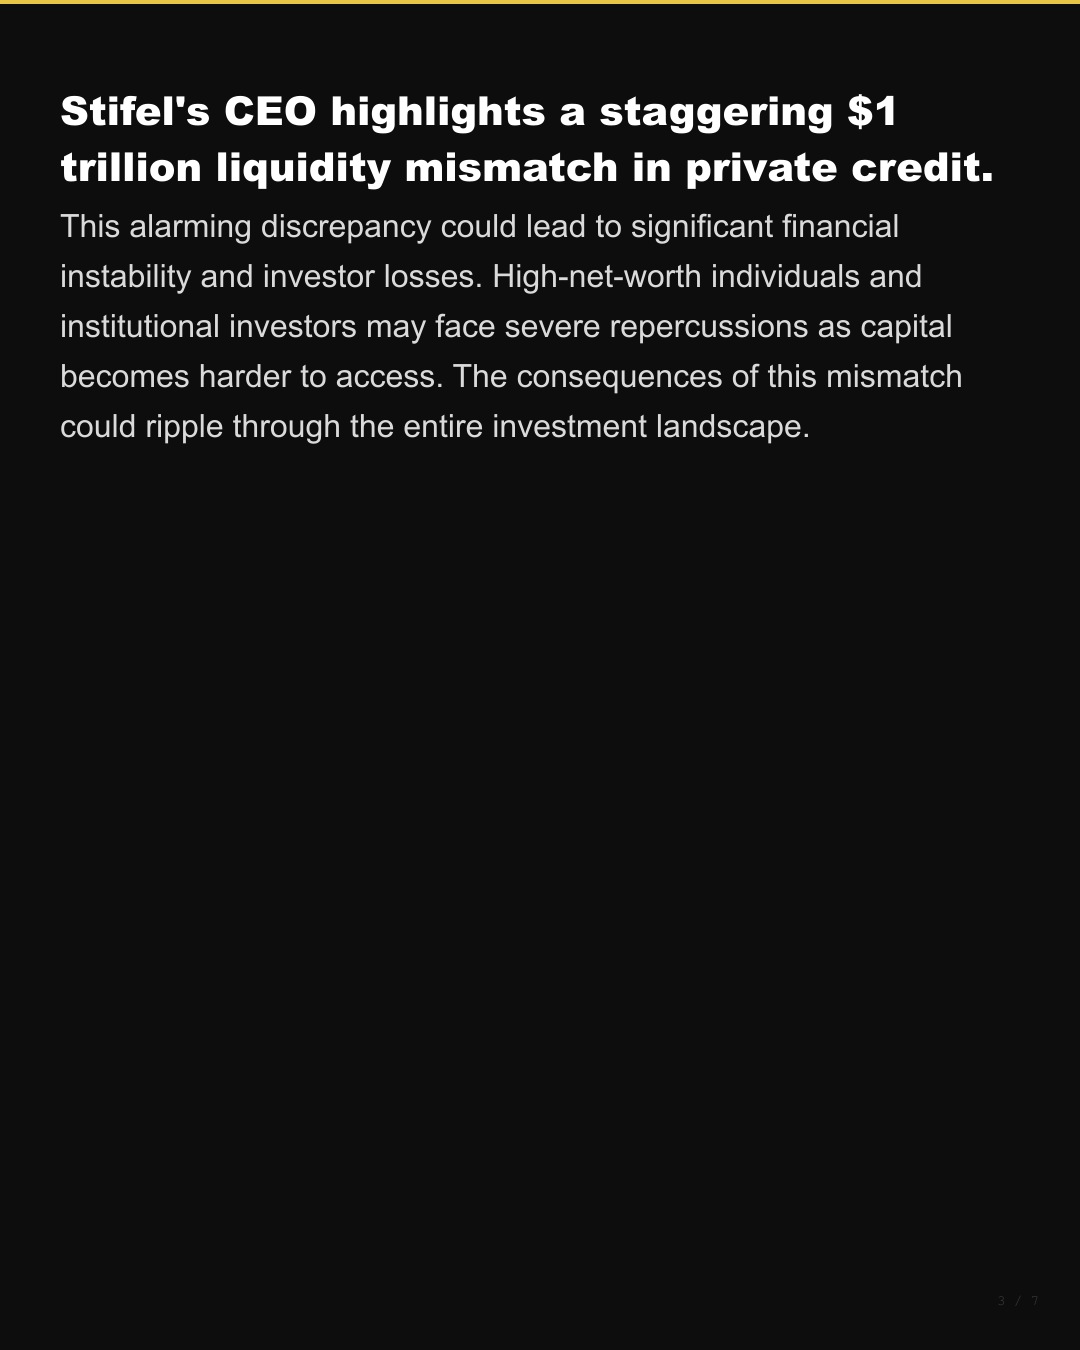 Stifel's CEO highlights a staggering $1
trillion liquidity mismatch in private credit.
This alarming discrepancy could lead to significant financial
instability and investor losses. High-net-worth individuals and
institutional investors may face severe repercussions as capital
becomes harder to access. The consequences of this mismatch
could ripple through the entire investment landscape.
3 / 7